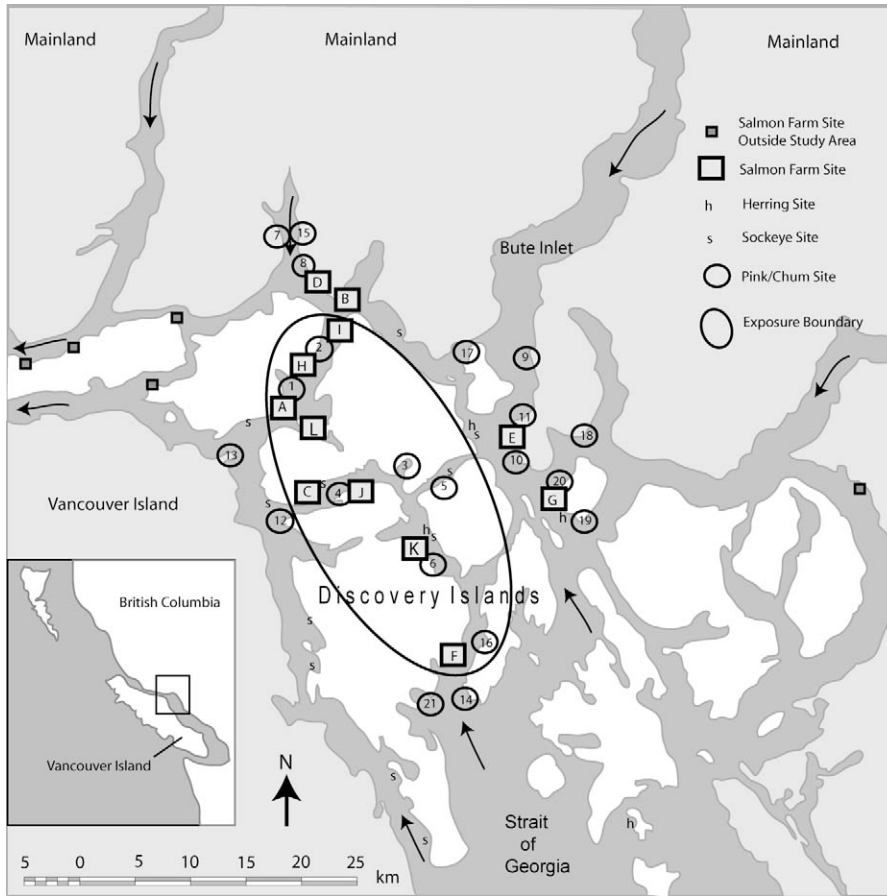 Mainland
Mainland
Mainland
Salmon Farm Site
Outside Study Area
Salmon Farm Site
h
Herring Site
s
Sockeye Site
Pink/Chum Site
Exposure Boundary
Bute Inlet
7
15
8
D
B
I
s
2
17
9
H
1
A
L
s
11
h
s
E
18
13
3
10
s
5
20
C
s
4
J
G
Vancouver Island
s
12
h
19
h
s
K
6
British Columbia
Discovery Islands
s
16
F
s
21
14
Vancouver Island
N
s
Strait
of
Georgia
h
s
5 0 5 10 15 20 25
km